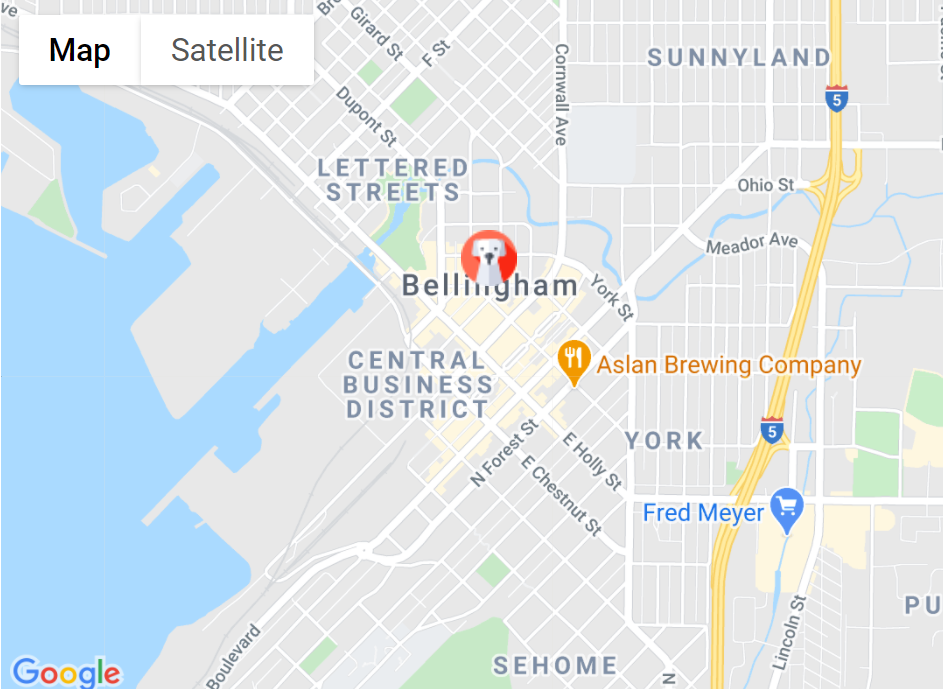 Map
Satellite
Girard St
F St
Cornwall Ave
SUNNYLAND
5
Dupont St
LETTERED
STREETS
Ohio St
Meador Ave
Bellingham
York St
CENTRAL
BUSINESS
DISTRICT
Aslan Brewing Company
5
YORK
N Forest St
E Holly St
E Chestnut St
Fred Meyer
Lincoln St
PU
Boulevard
SEHOME
N
Google